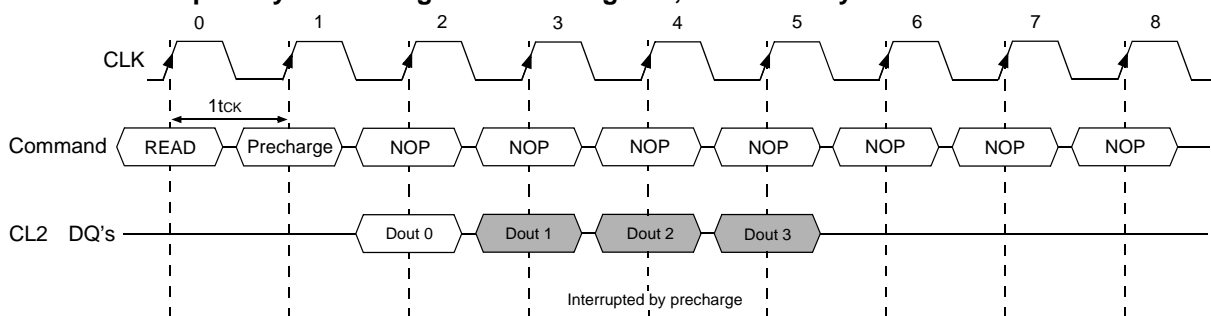 0 1 2 3 4 5 6 7 8
CLK
1tCK
Command READ Precharge NOP NOP NOP NOP NOP NOP NOP
CL2 DQ's Dout 0 Dout 1 Dout 2 Dout 3
Interrupted by precharge